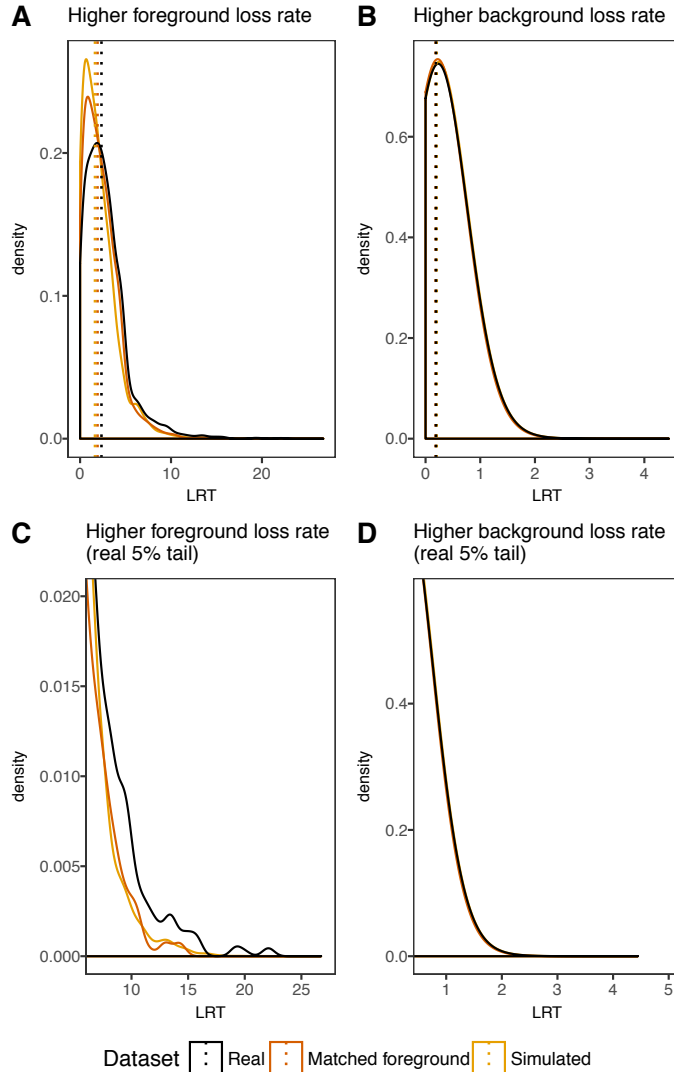 A
Higher foreground loss rate
0.2
0.1
0.0
density
0
10
20
LRT
B
Higher background loss rate
0.6
0.4
0.2
0.0
density
0
1
2
3
4
LRT
C
Higher foreground loss rate
(real 5% tail)
0.020
0.015
0.010
0.005
0.000
density
10
15
20
25
LRT
D
Higher background loss rate
(real 5% tail)
0.4
0.2
0.0
density
1
2
3
4
5
LRT
Dataset Real Matched foreground Simulated